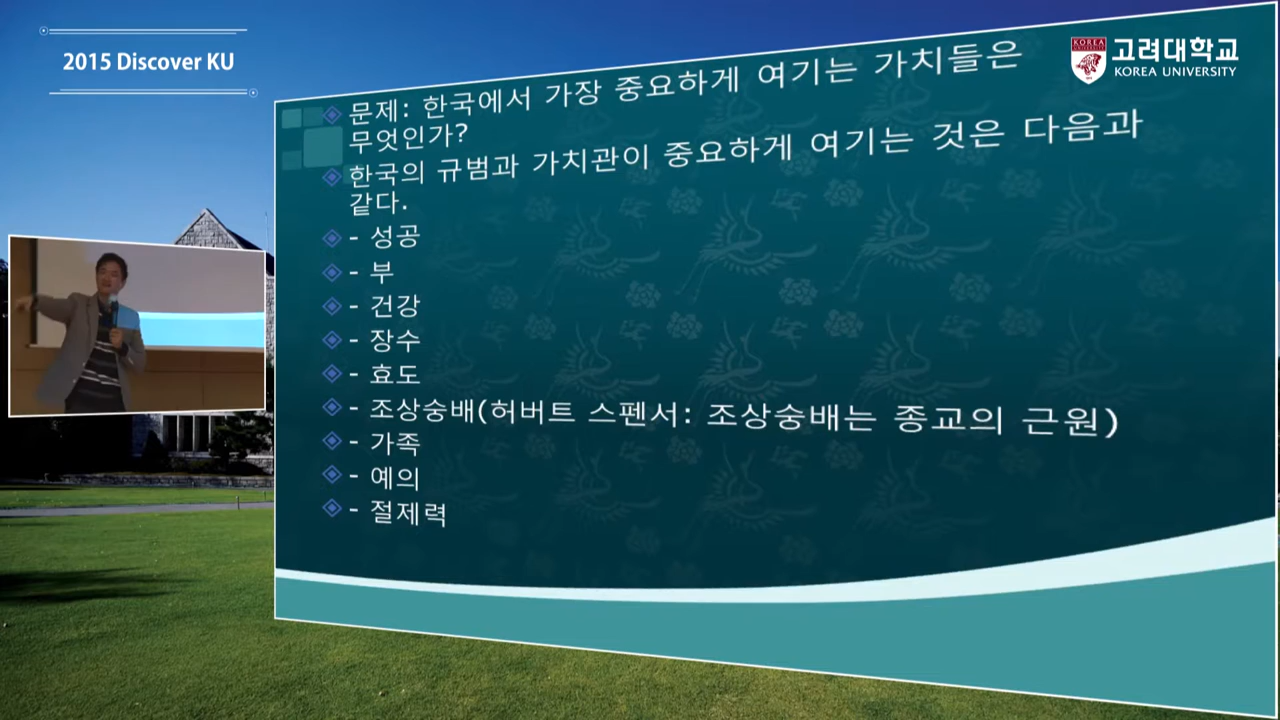 2015 Discover KU
KOREA
고려대학교
KOREA UNIVERSITY
문제: 한국에서 가장 중요하게 여기는 가치들은
무엇인가?
한국의 규범과 가치관이 중요하게 여기는 것은 다음과
같다.
- 성공
- 부
- 건강
- 장수
- 효도
- 조상숭배(허버트 스펜서: 조상숭배는 종교의 근원)
- 가족
- 예의
- 절제력